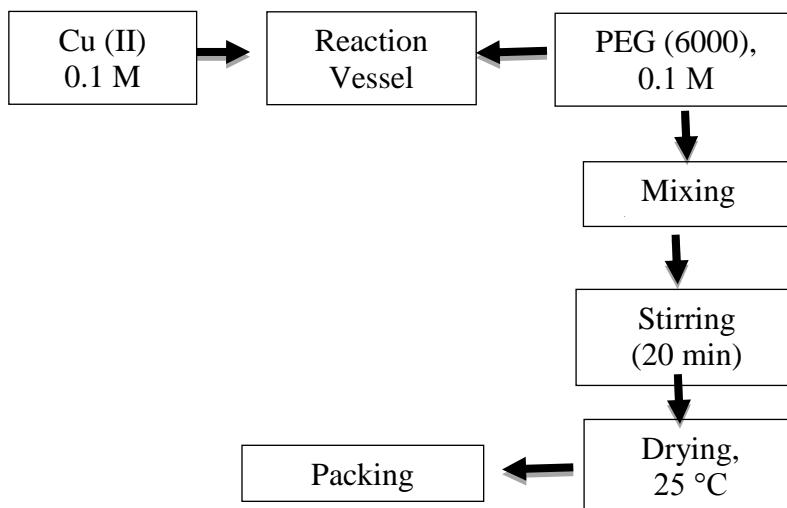 Cu (II)
0.1 M
Reaction
Vessel
PEG (6000),
0.1 M
Mixing
Stirring
(20 min)
Drying,
25 °C
Packing